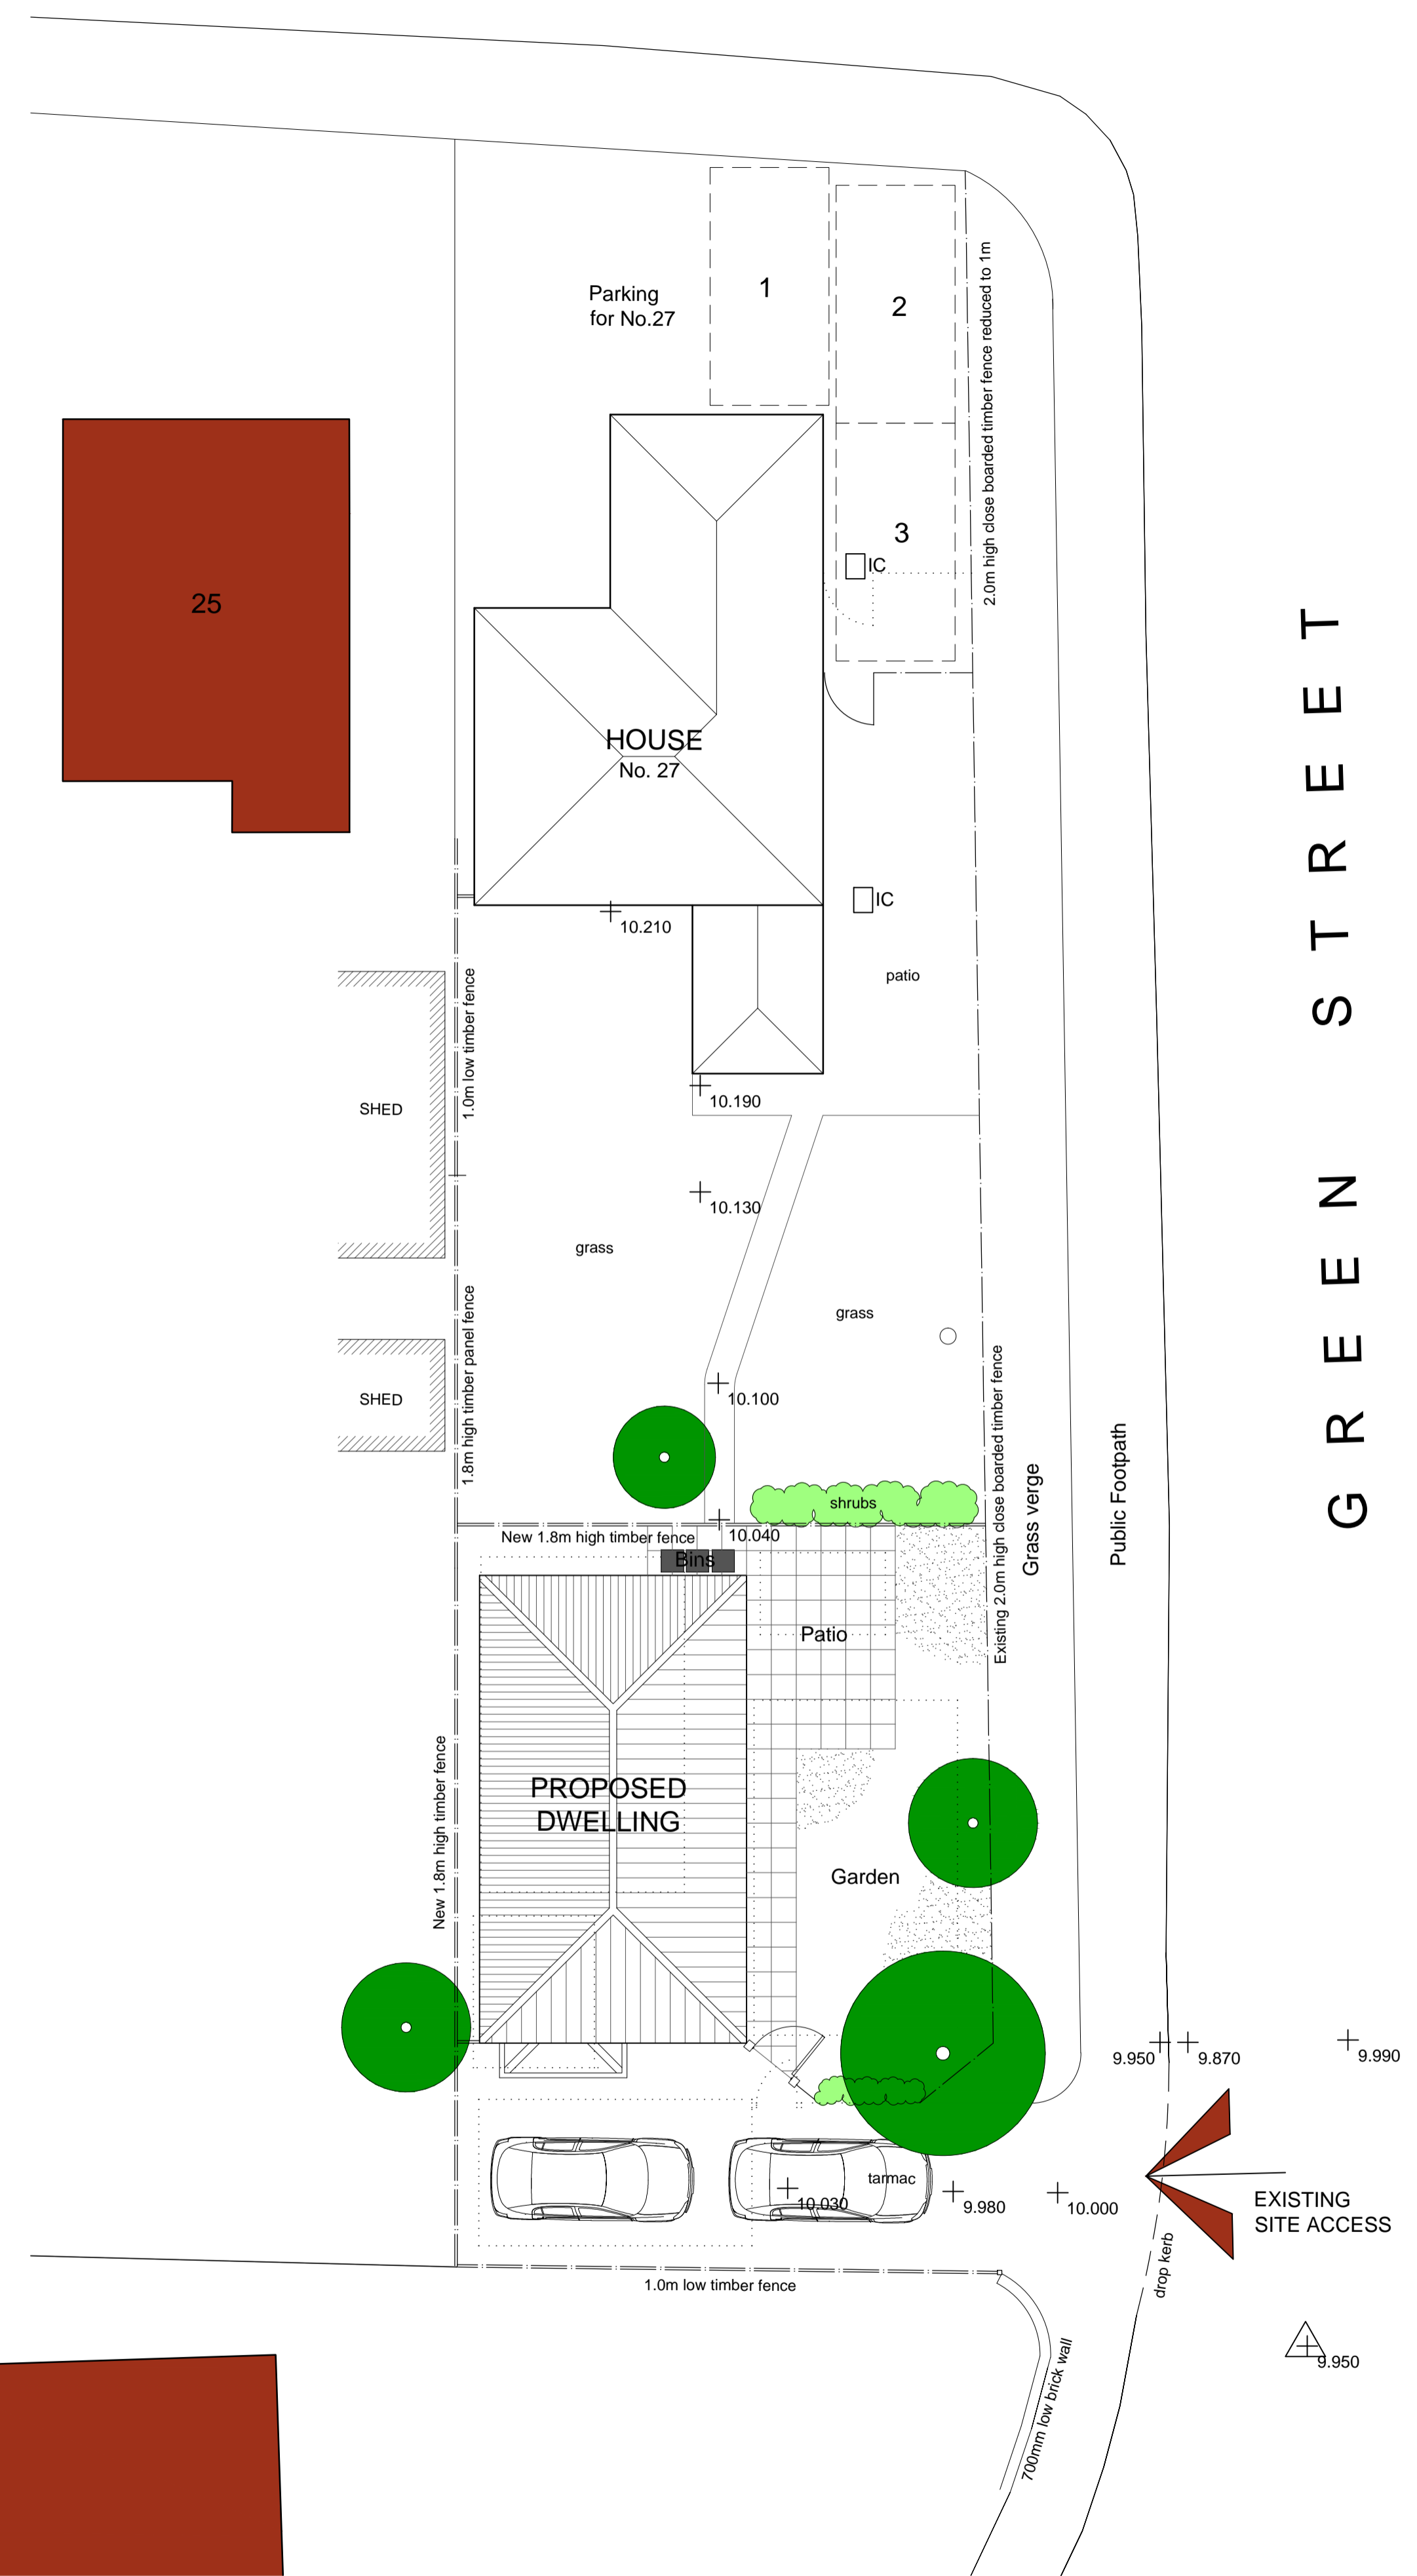 1
2
Parking
for No.27
2.0m high close boarded timber fence reduced to 1m
3
IC
25
HOUSE
No. 27
IC
10.210
patio
1.0m low timber fence
SHED
10.190
10.130
grass
grass
GREEN STREET
1.8m high timber panel fence
SHED
10.100
Existing 2.0m high close boarded timber fence
Grass verge
Public Footpath
shrubs
New 1.8m high timber fence
10.040
Bins
Patio
New 1.8m high timber fence
PROPOSED
DWELLING
Garden
9.950
9.870
9.990
tarmac
10.030
9.980
10.000
EXISTING
SITE ACCESS
drop kerb
1.0m low timber fence
700mm low brick wall
9.950